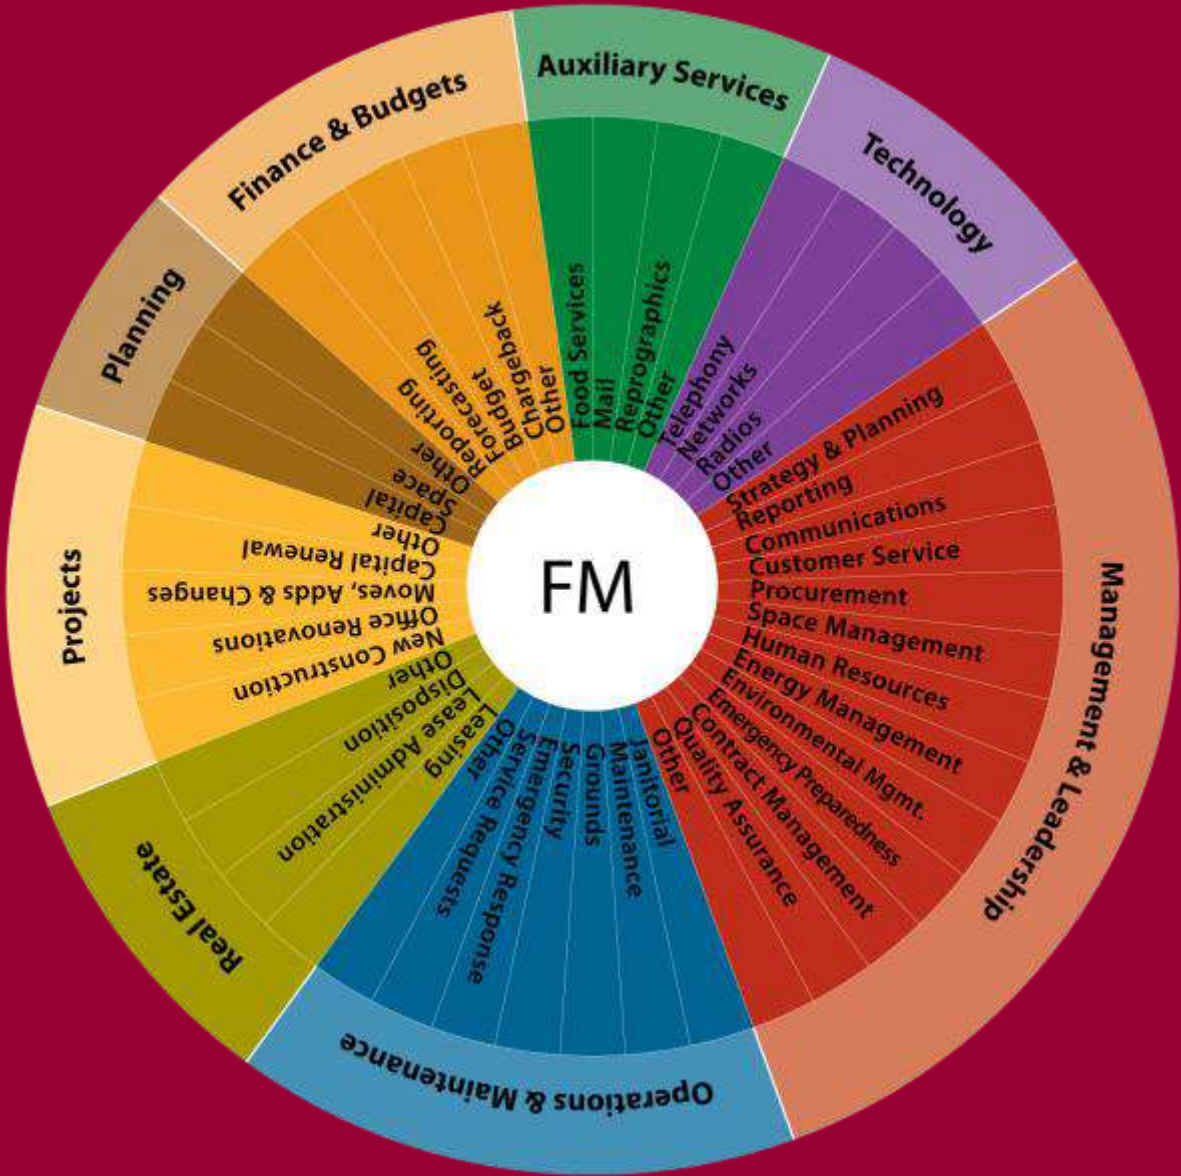 FM
Auxiliary Services
Food Services
Mail
Reprographics
Other
Technology
Telephony
Networks
Radios
Other
Management & Leadership
Strategy & Planning
Reporting
Communications
Customer Service
Procurement
Space Management
Human Resources
Energy Management
Environmental Mgmt.
Emergency Preparedness
Contract Management
Quality Assurance
Other
Operations & Maintenance
Janitorial
Maintenance
Grounds
Security
Emergency Response
Service Requests
Other
Real Estate
Leasing
Lease Administration
Disposition
Other
Projects
New Construction
Office Renovations
Moves, Adds & Changes
Capital Renewal
Other
Planning
Capital
Space
Other
Finance & Budgets
Reporting
Forecasting
Budget
Chargeback
Other